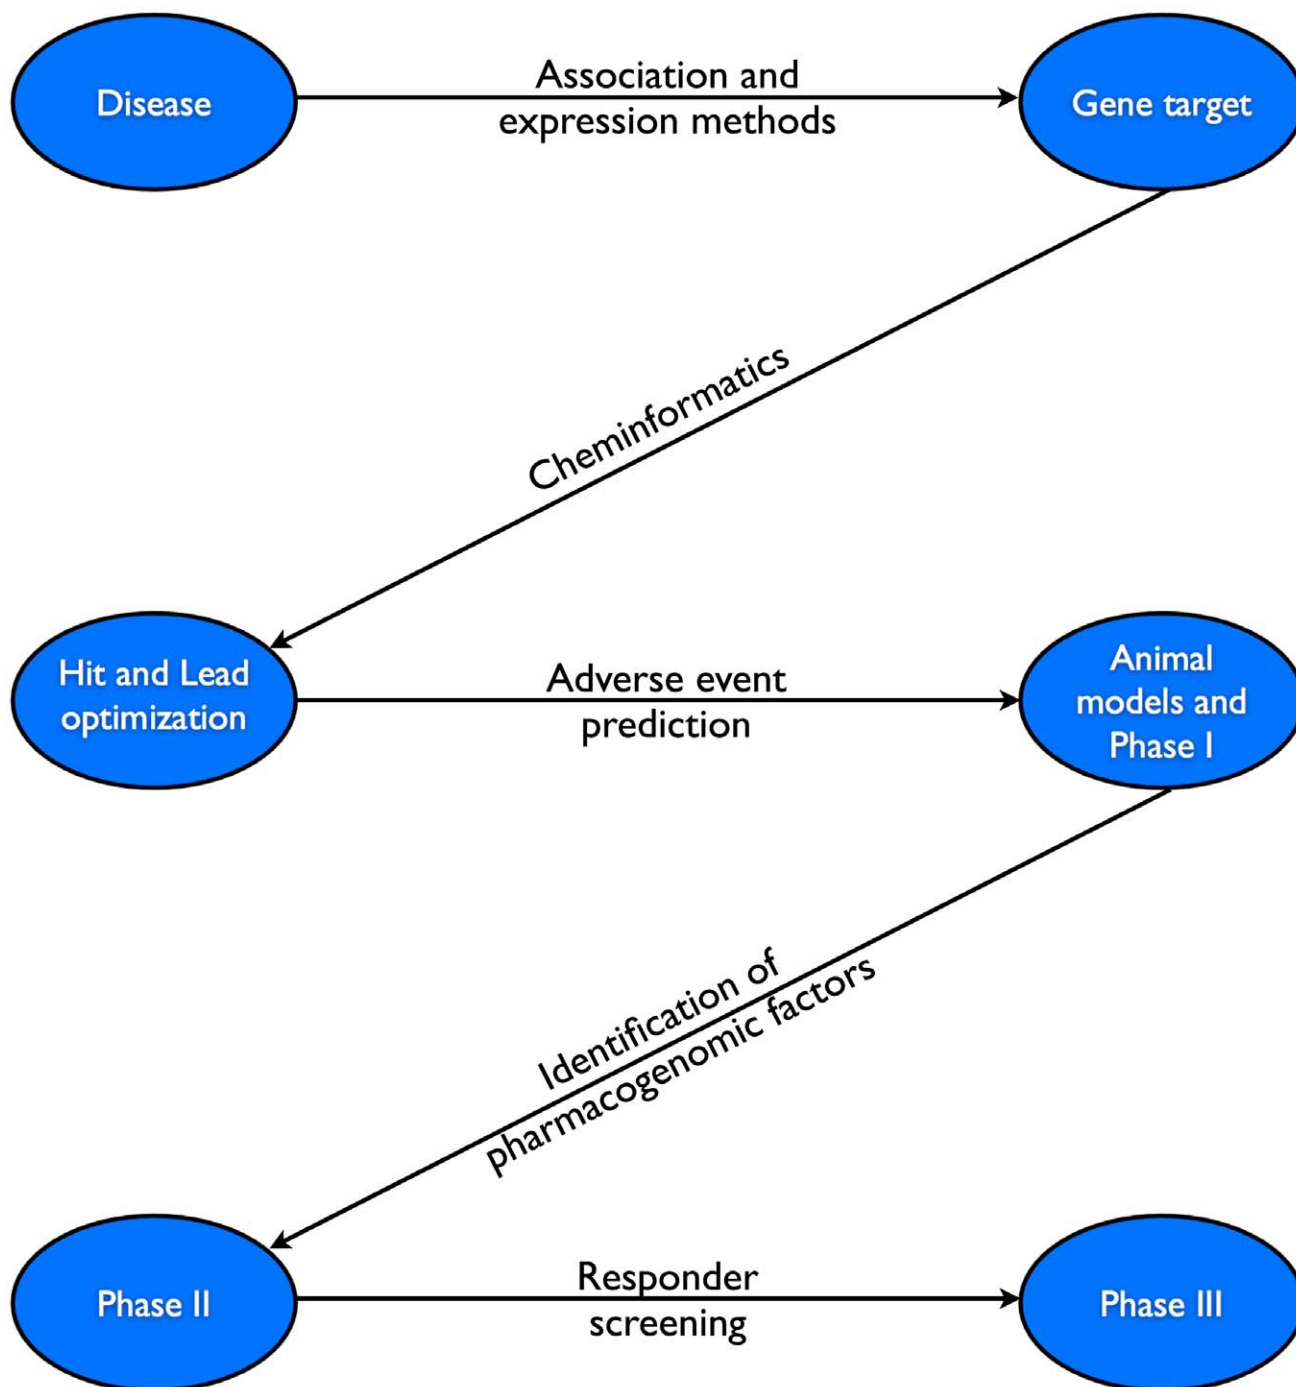 Disease
Association and
expression methods
Gene target
Cheminformatics
Hit and Lead
optimization
Adverse event
prediction
Animal
models and
Phase I
Identification of
pharmacogenomic factors
Phase II
Responder
screening
Phase III